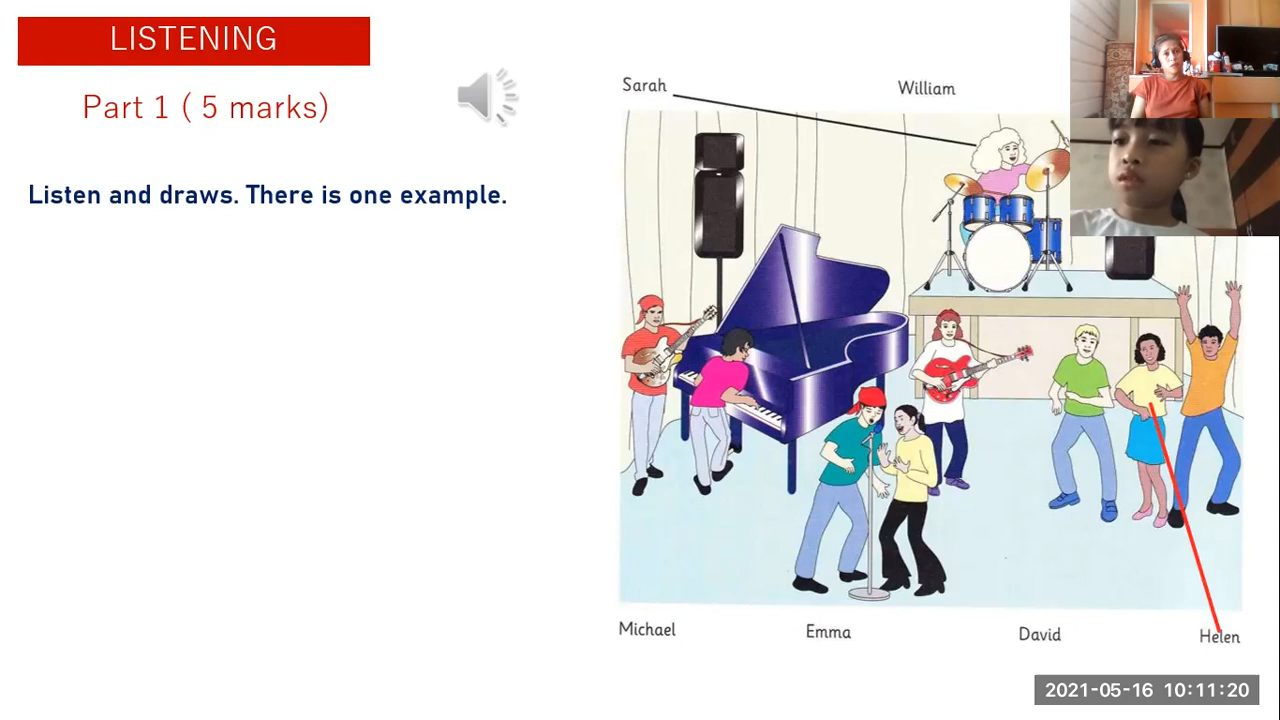 LISTENING
Part 1 ( 5 marks)
Listen and draws. There is one example.
Sarah
William
Michael
Emma
David
Helen
2021-05-16 10:11:20